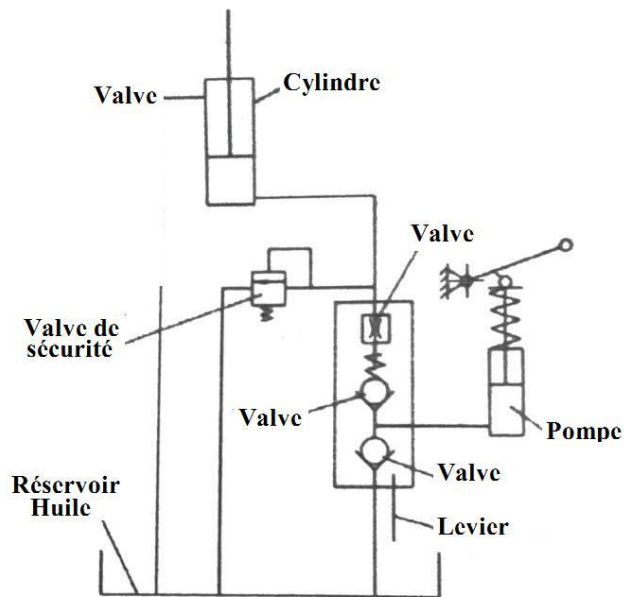 Valve
Cylindre
Valve
Valve de
sécurité
Valve
Pompe
Valve
Réservoir
Huile
Levier